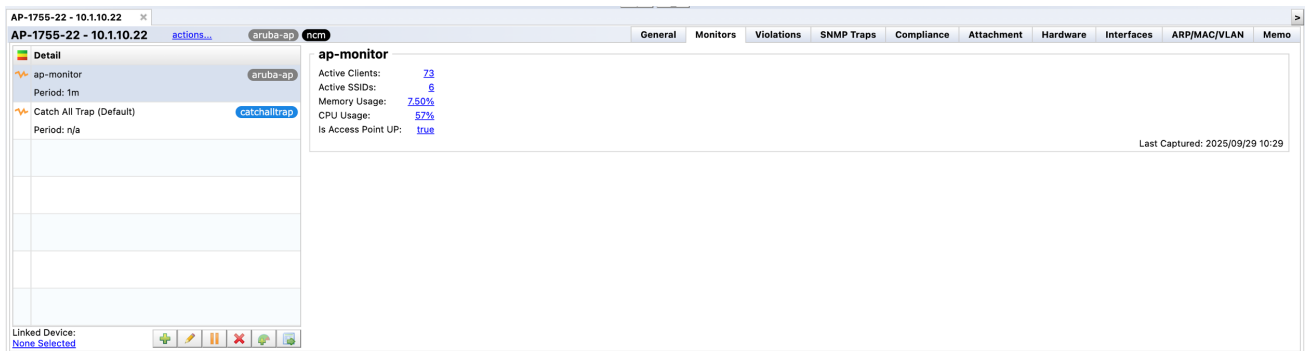 AP-1755-22 - 10.1.10.22
AP-1755-22 - 10.1.10.22 actions... aruba-ap ncm
General Monitors Violations SNMP Traps Compliance Attachment Hardware Interfaces ARP/MAC/VLAN Memo
Detail
ap-monitor aruba-ap
Period: 1m
Catch All Trap (Default) catchalltrap
Period: n/a
Linked Device:
None Selected
ap-monitor
Active Clients: 73
Active SSIDs: 6
Memory Usage: 7.50%
CPU Usage: 57%
Is Access Point UP: true
Last Captured: 2025/09/29 10:29